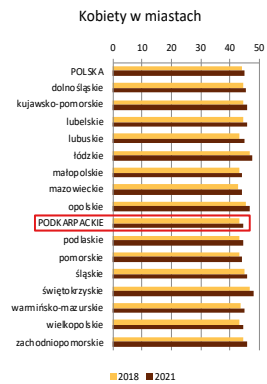 Kobiety w miastach
0 10 20 30 40 50
POLSKA
dolnośląskie
kujawsko-pomorskie
lubelskie
lubuskie
łódzkie
małopolskie
mazowieckie
opolskie
PODKARPACKIE
podlaskie
pomorskie
śląskie
świętokrzyskie
warmińsko-mazurskie
wielkopolskie
zachodniopomorskie
2018 2021